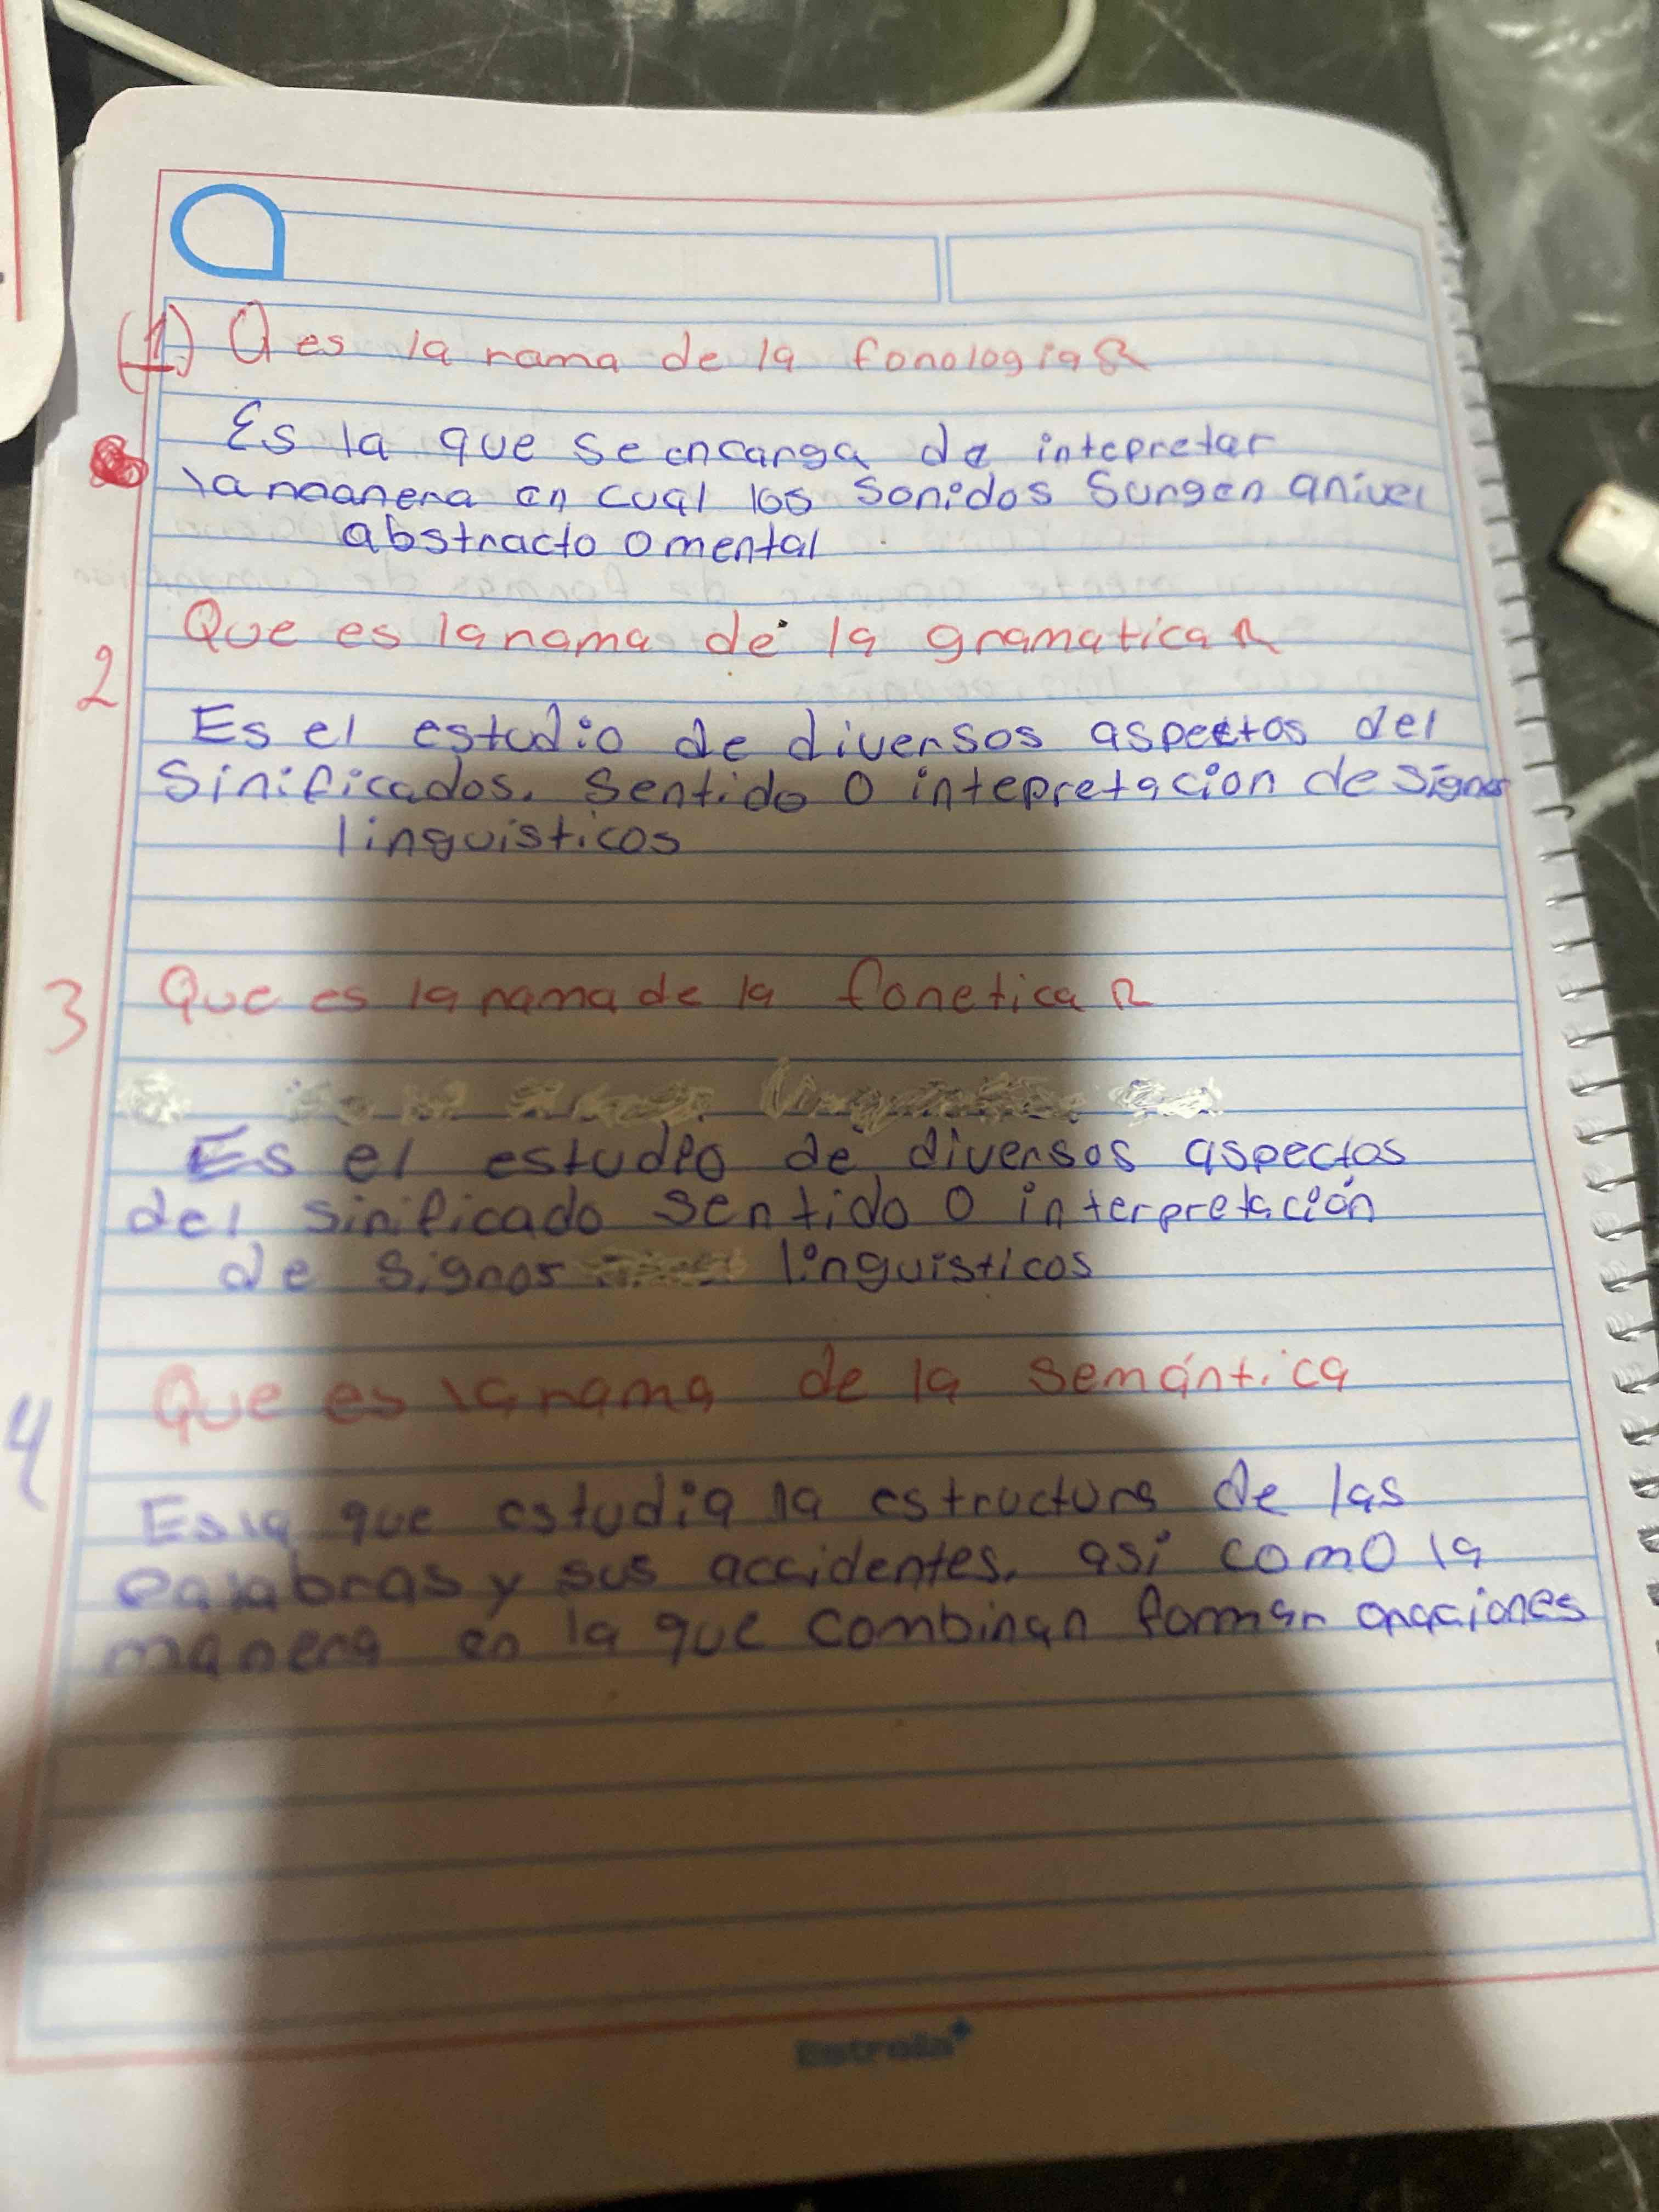 (1) Q es la rama de la fonologia R
Es la que se encarga de intepretar
la maanera en cual los Sonidos Surgen anivel
abstracto o mental
2 Que es la rama de la gramatica R
Es el estudio de diversos aspectos del
Sinificados. Sentido O intepretacion de Signos
linguisticos
3 Que es la rama de la fonetica R
Es el estudio de diversos aspectos
del sinificado Sentido O interpretación
de signos linguisticos
4 Que es la rama de la semántica
Es la que estudia la estructura de las
palabras y sus accidentes. asi como la
manera en la que combinan forman oraciones
Estrella